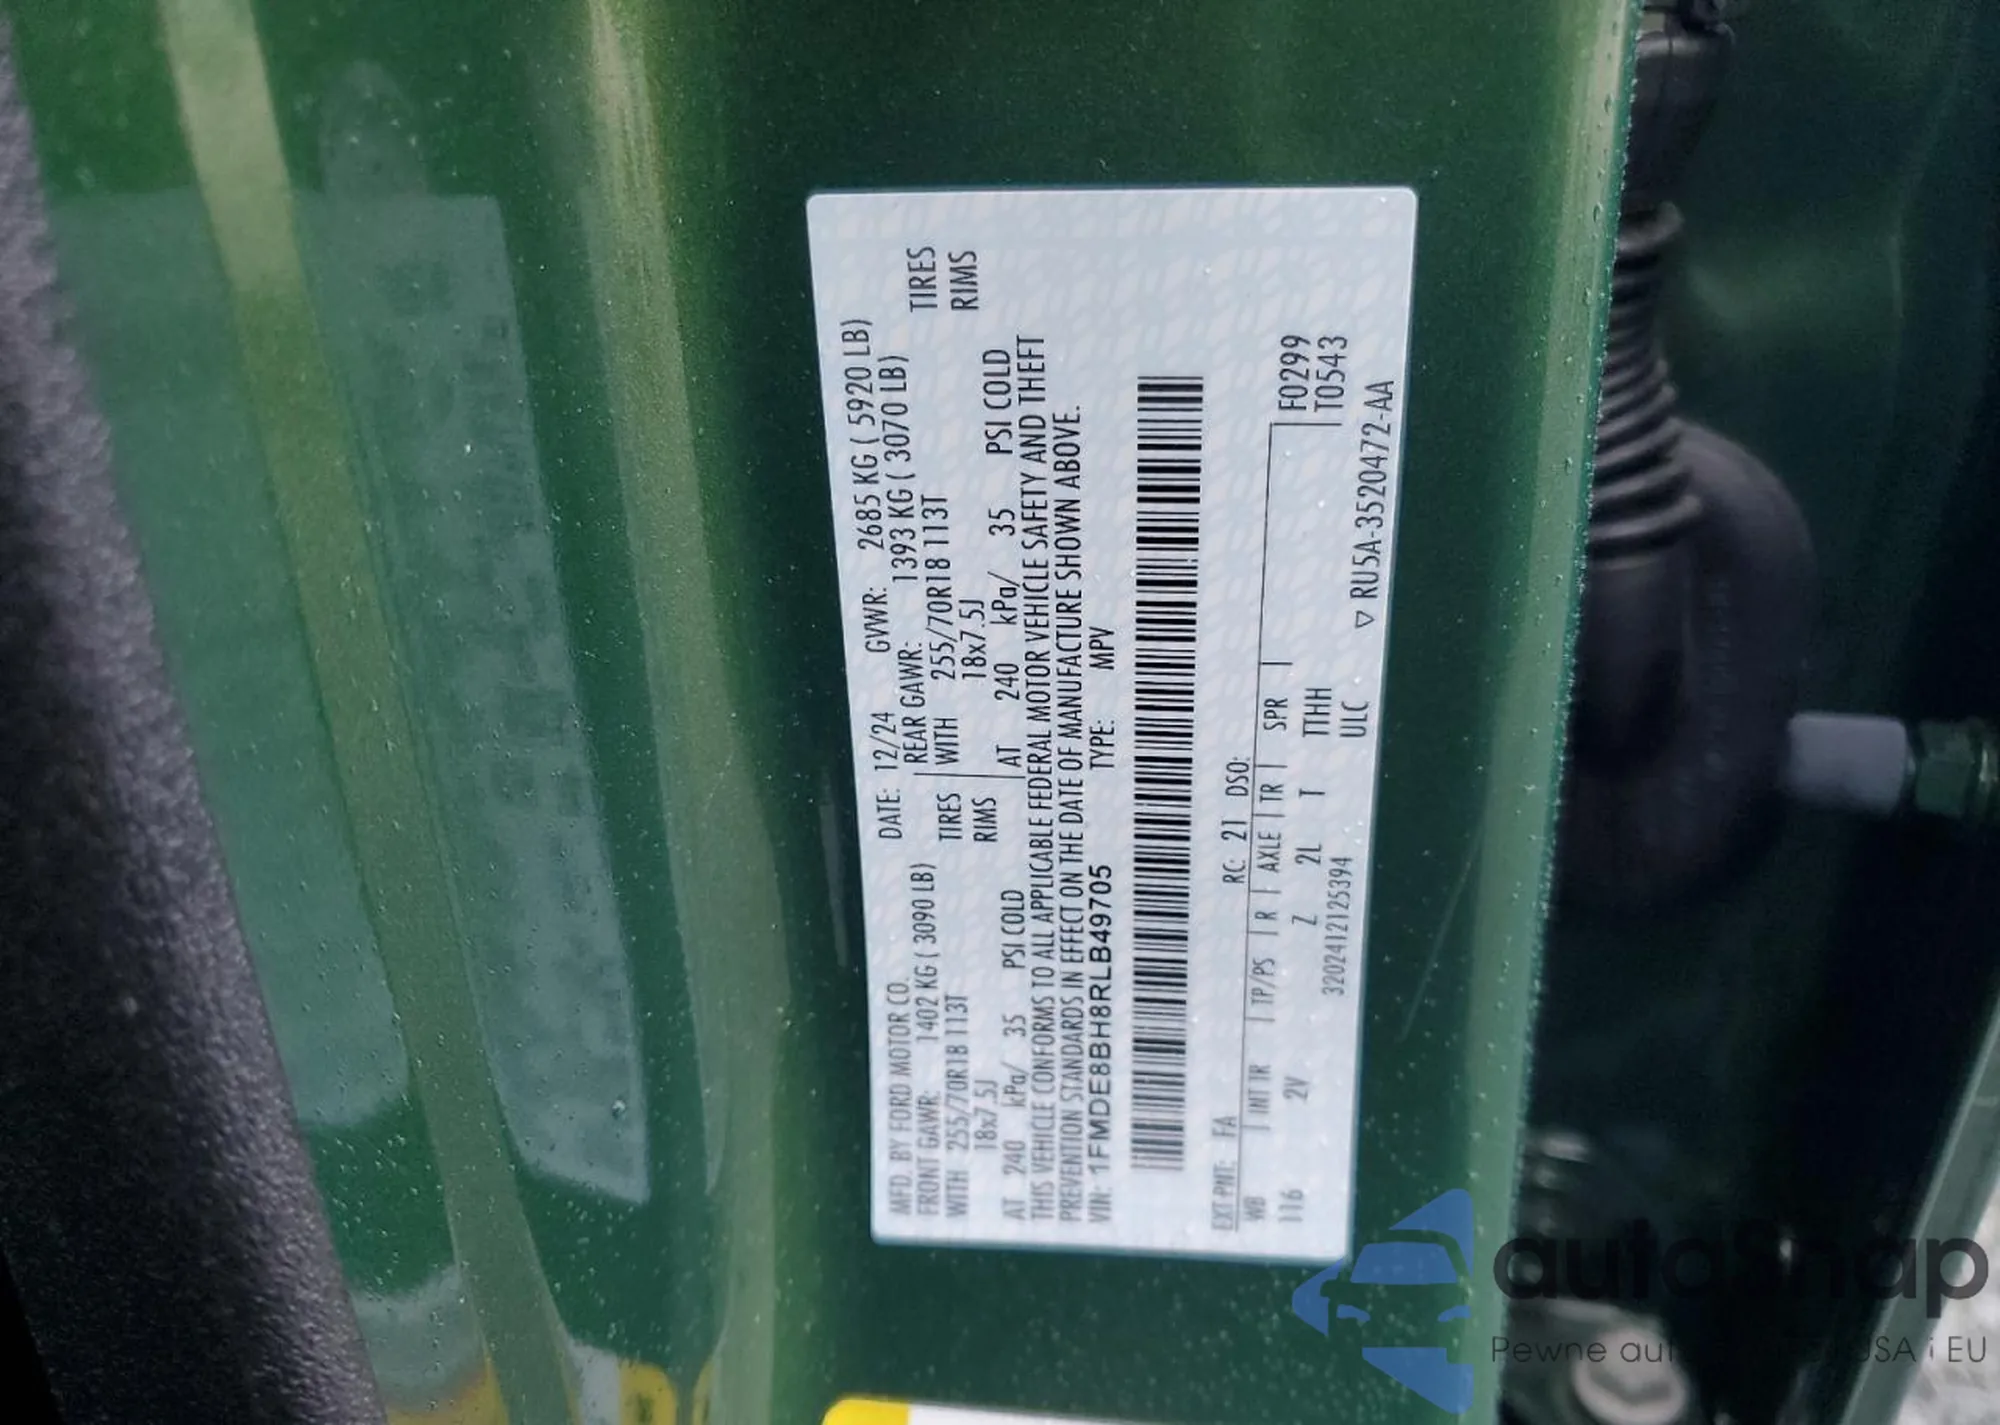 MFD. BY FORD MOTOR CO. DATE: 12/24 GVWR: 2685 KG ( 5920 LB)
FRONT GAWR: 1402 KG ( 3090 LB) REAR GAWR: 1393 KG ( 3070 LB)
WITH 255/70R18 113T TIRES WITH 255/70R18 113T TIRES
18x7.5J RIMS 18x7.5J RIMS
AT 240 kPa/ 35 PSI COLD AT 240 kPa/ 35 PSI COLD
THIS VEHICLE CONFORMS TO ALL APPLICABLE FEDERAL MOTOR VEHICLE SAFETY AND THEFT
PREVENTION STANDARDS IN EFFECT ON THE DATE OF MANUFACTURE SHOWN ABOVE.
VIN: 1FMDE8BH8RLB49705 TYPE: MPV
EXT PNT: FA RC: 21 DSO:
WB INT TR TP/PS R AXLE TR SPR F0299
116 2V Z 2L T TTHH T0543
3202412125394 ULC
▽ RU5A-3520472-AA
autoSnap
Pewne USA i EU